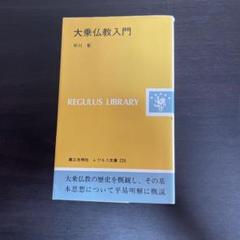 大乗仏教入門
REGULUS LIBRARY
第三文明社 レグルス文庫
大乗仏教の歴史を概観し、その基
本思想について平易明解に概説